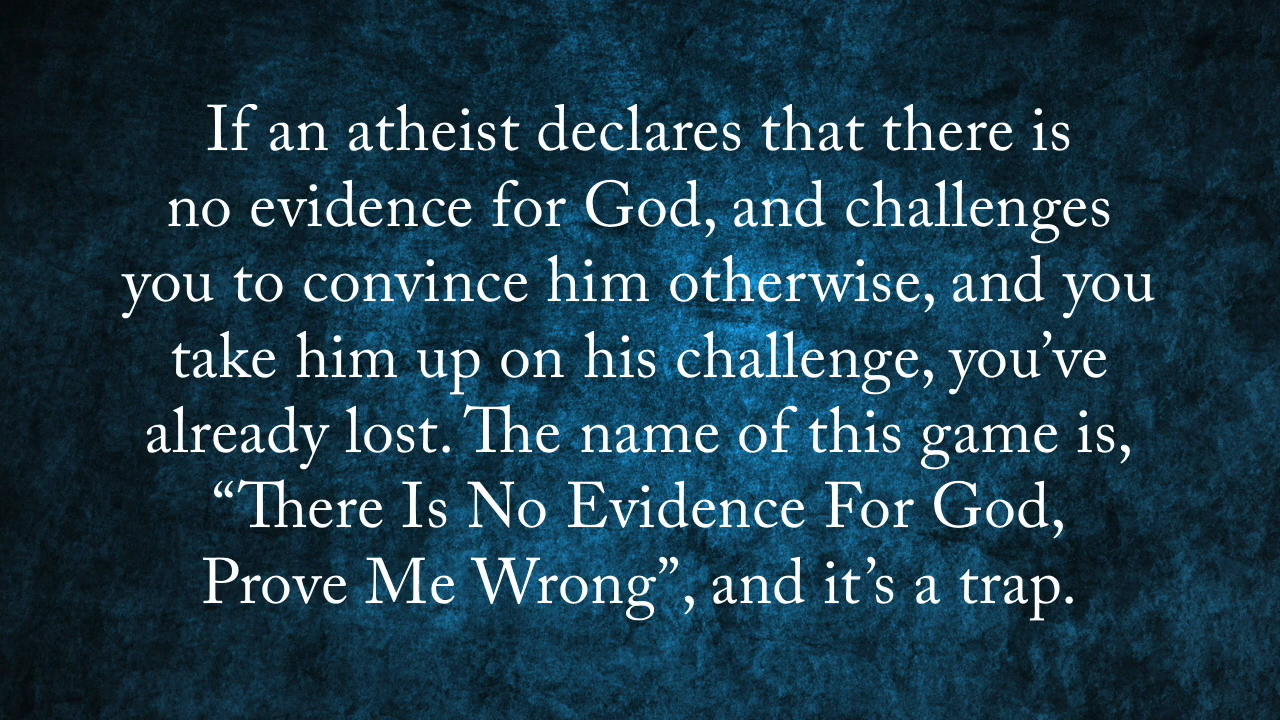 If an atheist declares that there is
no evidence for God, and challenges
you to convince him otherwise, and you
take him up on his challenge, you’ve
already lost. The name of this game is,
“There Is No Evidence For God,
Prove Me Wrong”, and it’s a trap.